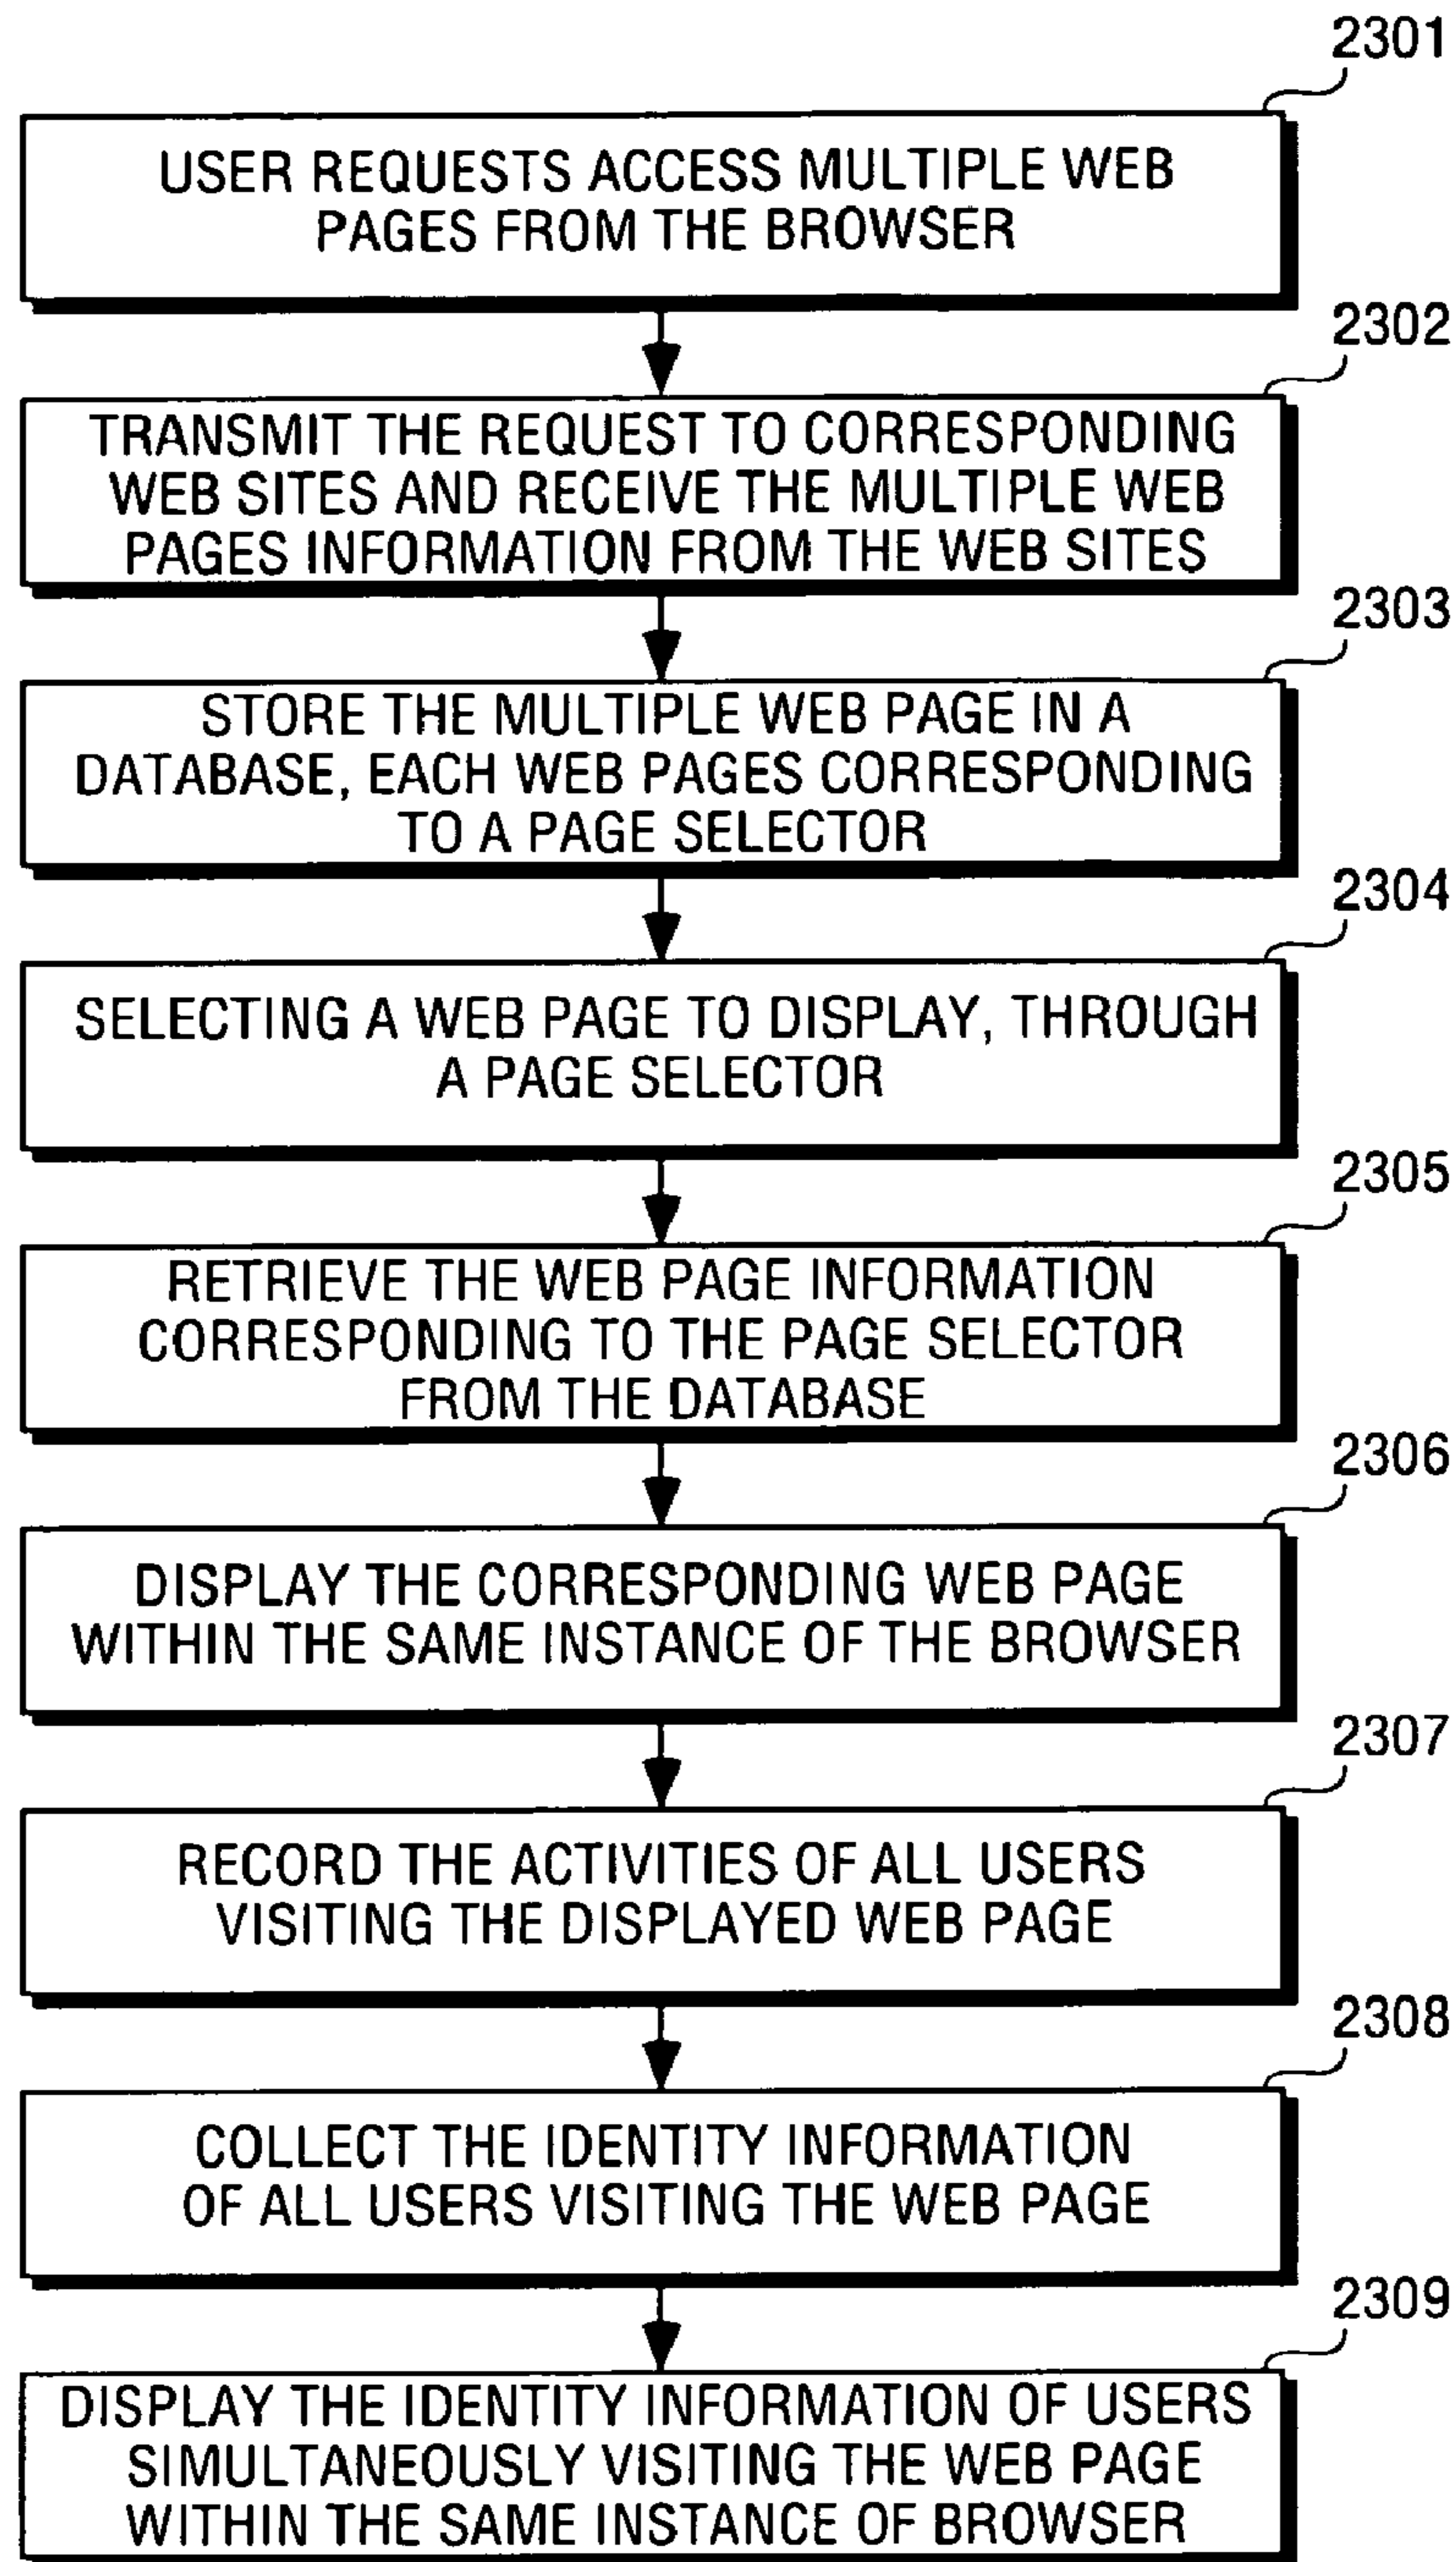 2301
USER REQUESTS ACCESS MULTIPLE WEB
PAGES FROM THE BROWSER
2302
TRANSMIT THE REQUEST TO CORRESPONDING
WEB SITES AND RECEIVE THE MULTIPLE WEB
PAGES INFORMATION FROM THE WEB SITES
2303
STORE THE MULTIPLE WEB PAGE IN A
DATABASE, EACH WEB PAGES CORRESPONDING
TO A PAGE SELECTOR
2304
SELECTING A WEB PAGE TO DISPLAY, THROUGH
A PAGE SELECTOR
2305
RETRIEVE THE WEB PAGE INFORMATION
CORRESPONDING TO THE PAGE SELECTOR
FROM THE DATABASE
2306
DISPLAY THE CORRESPONDING WEB PAGE
WITHIN THE SAME INSTANCE OF THE BROWSER
2307
RECORD THE ACTIVITIES OF ALL USERS
VISITING THE DISPLAYED WEB PAGE
2308
COLLECT THE IDENTITY INFORMATION
OF ALL USERS VISITING THE WEB PAGE
2309
DISPLAY THE IDENTITY INFORMATION OF USERS
SIMULTANEOUSLY VISITING THE WEB PAGE
WITHIN THE SAME INSTANCE OF BROWSER